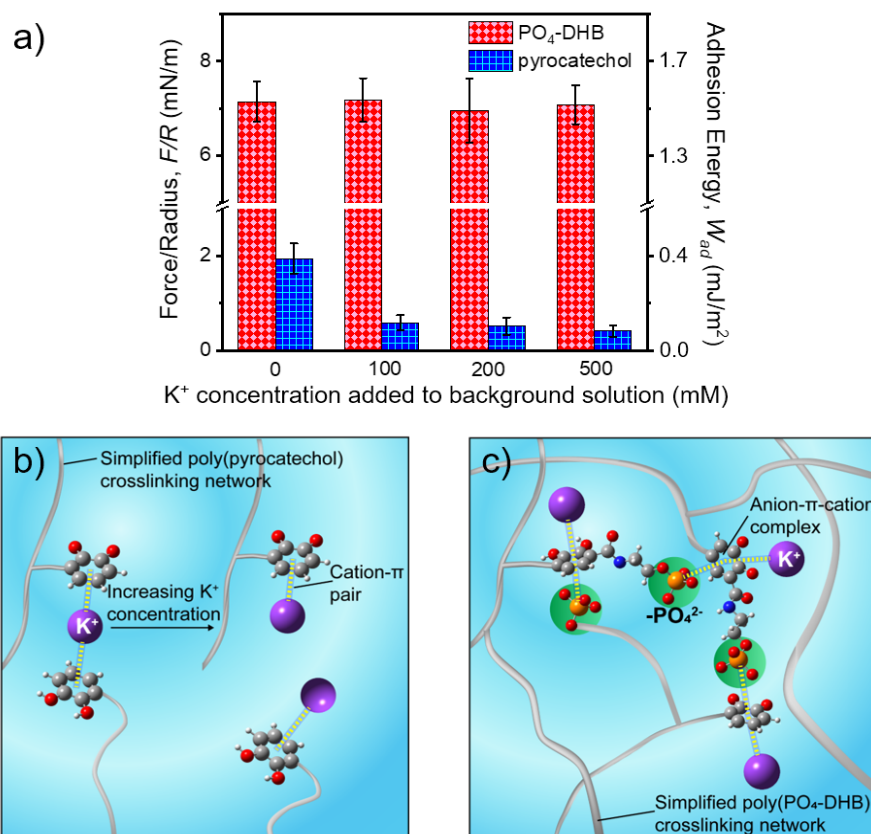 a)
PO₄-DHB
pyrocatechol
Force/Radius, F/R (mN/m)
8
6
2
0
Adhesion Energy, W_ad (mJ/m²)
1.7
1.3
0.4
0.0
0 100 200 500
K⁺ concentration added to background solution (mM)
b)
Simplified poly(pyrocatechol)
crosslinking network
K⁺
Increasing K⁺
concentration
Cation-π
pair
c)
Anion-π-cation
complex
K⁺
-PO₄²⁻
Simplified poly(PO₄-DHB)
crosslinking network